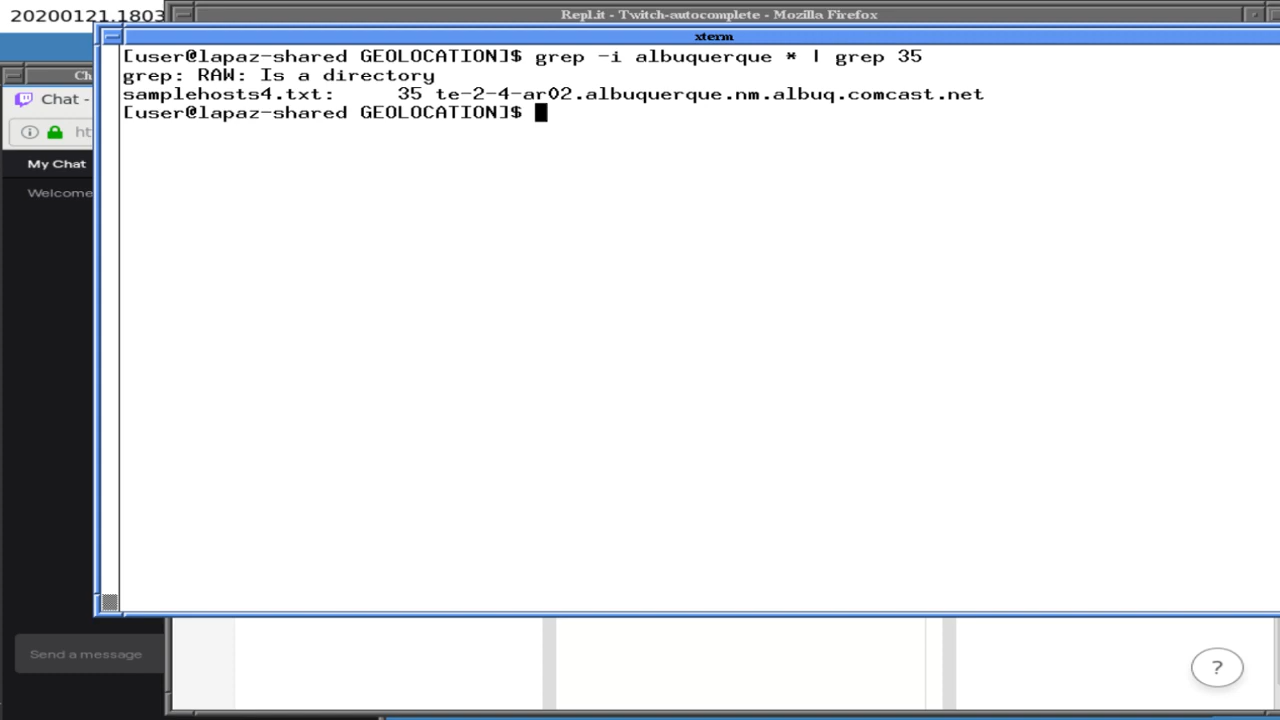 20200121.1803
Repl.it - Twitch-autocomplete - Mozilla Firefox
xterm
[user@lapaz-shared GEOLOCATION]$ grep -i albuquerque * | grep 35
grep: RAW: Is a directory
samplehosts4.txt:      35 te-2-4-ar02.albuquerque.nm.albuq.comcast.net
[user@lapaz-shared GEOLOCATION]$
Ch
Chat -
ht
My Chat
Welcome
Send a message
?